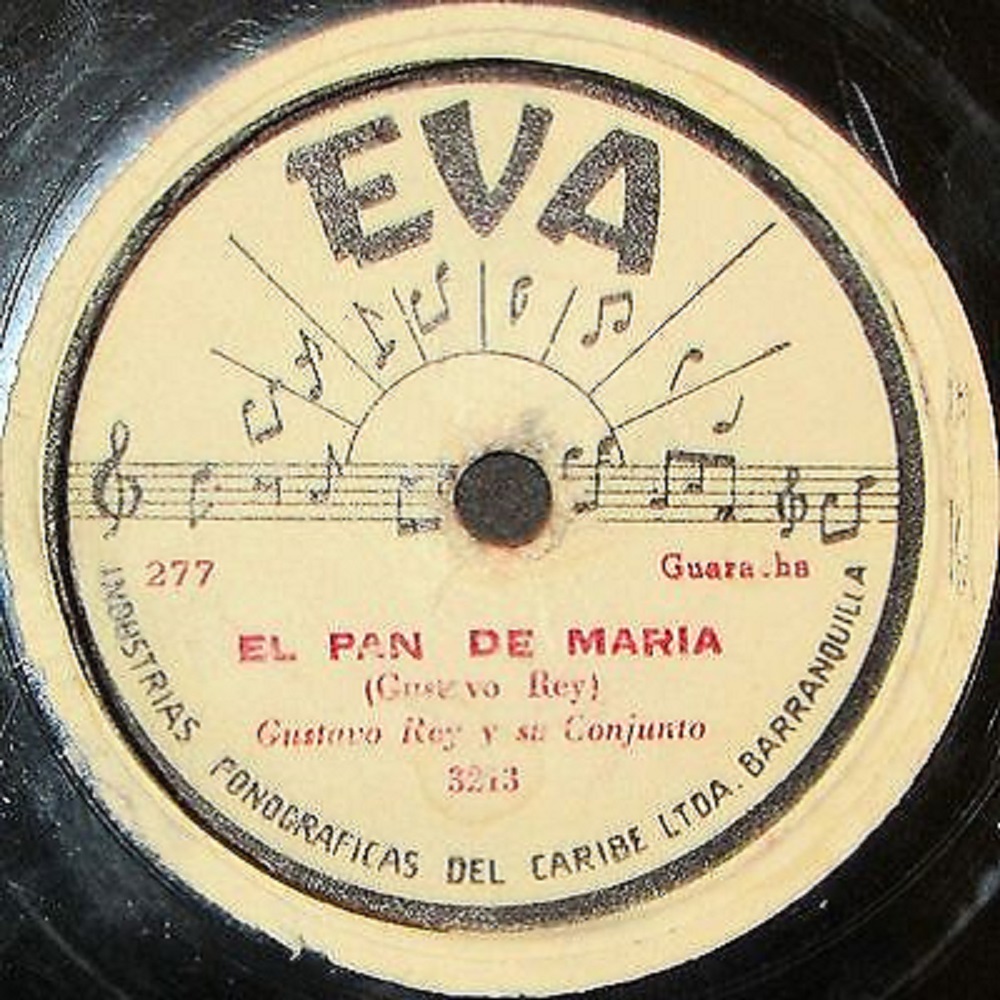 EVA
277
Guaracha
EL PAN DE MARIA
(Gustavo Rey)
Gustavo Rey y su Conjunto
3213
INDUSTRIAS FONOGRAFICAS DEL CARIBE LTDA. BARRANQUILLA